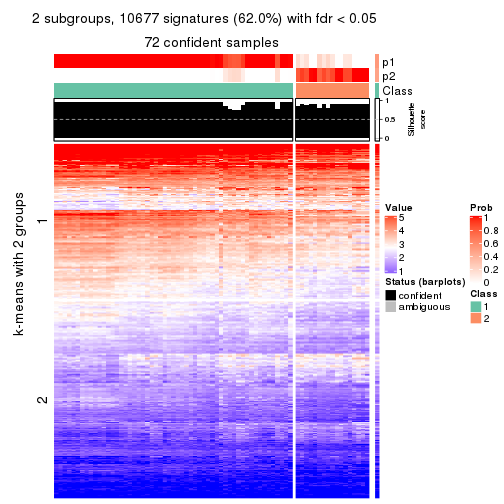 2 subgroups, 10677 signatures (62.0%) with fdr < 0.05
72 confident samples
p1
p2
Class
1
0.5
0
Silhouette
score
k-means with 2 groups
1
2
Value
5
4
3
2
1
Prob
1
0.8
0.6
0.4
0.2
0
Status (barplots)
confident
ambiguous
Class
1
2